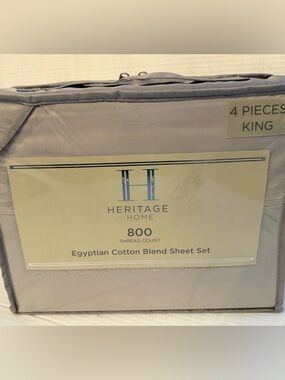 4 PIECES
KING
H
HERITAGE
HOME
800
THREAD COUNT
Egyptian Cotton Blend Sheet Set